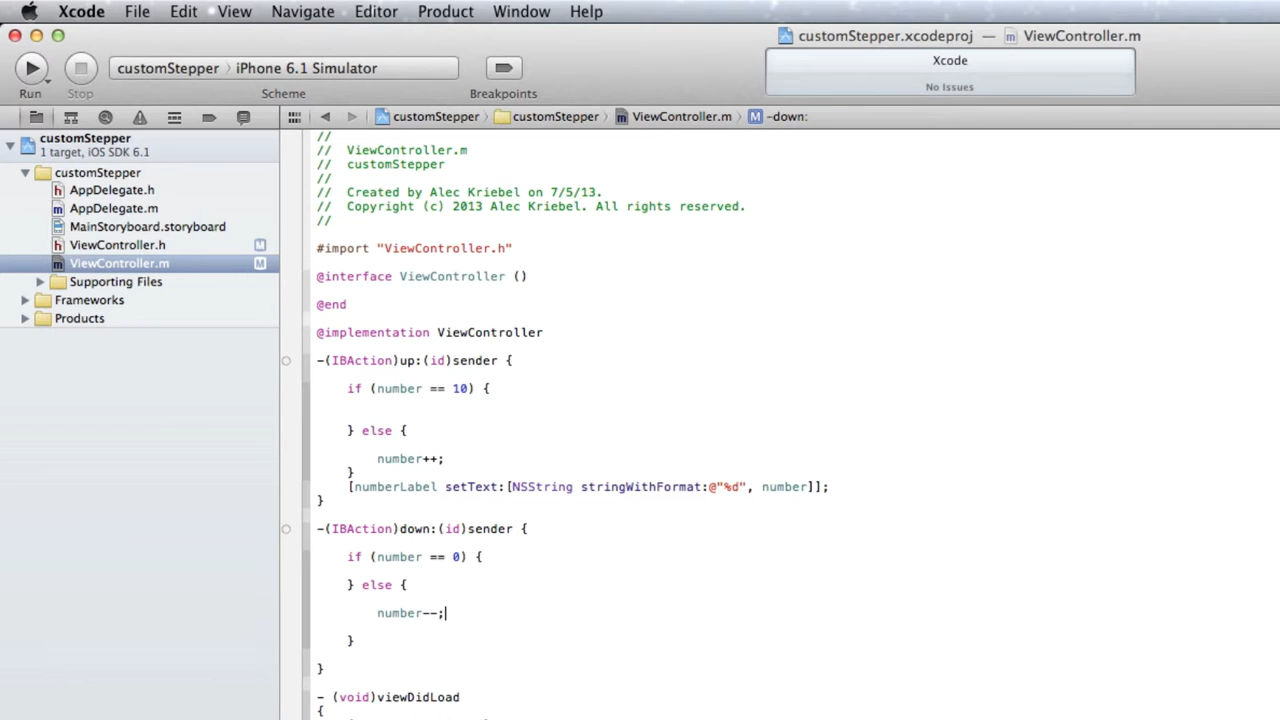 Xcode File Edit View Navigate Editor Product Window Help
customStepper.xcodeproj — ViewController.m
customStepper 〉 iPhone 6.1 Simulator
Xcode
No Issues
Run Stop Scheme Breakpoints
customStepper 〉 customStepper 〉 ViewController.m 〉 M -down:
customStepper
1 target, iOS SDK 6.1
customStepper
h AppDelegate.h
m AppDelegate.m
MainStoryboard.storyboard
h ViewController.h M
m ViewController.m M
Supporting Files
Frameworks
Products
//
// ViewController.m
// customStepper
//
// Created by Alec Kriebel on 7/5/13.
// Copyright (c) 2013 Alec Kriebel. All rights reserved.
//
#import "ViewController.h"
@interface ViewController ()
@end
@implementation ViewController
-(IBAction)up:(id)sender {
if (number == 10) {
} else {
number++;
}
[numberLabel setText:[NSString stringWithFormat:@"%d", number]];
}
-(IBAction)down:(id)sender {
if (number == 0) {
} else {
number--;
}
}
- (void)viewDidLoad
{